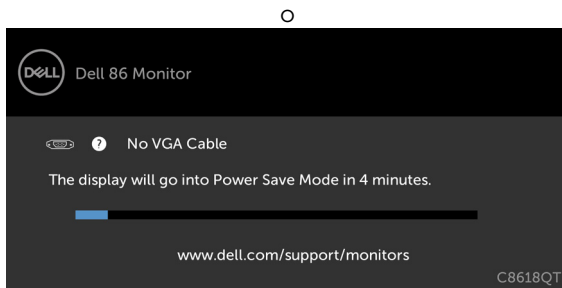 O
DELL
Dell 86 Monitor
? No VGA Cable
The display will go into Power Save Mode in 4 minutes.
www.dell.com/support/monitors
C8618QT